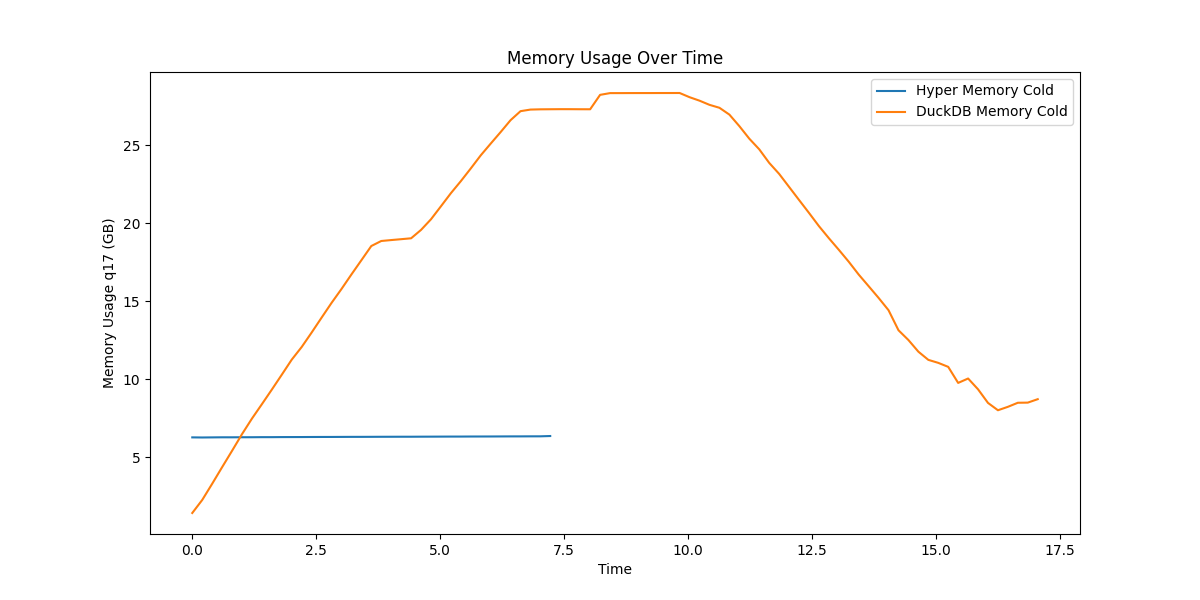 Memory Usage Over Time
Hyper Memory Cold
DuckDB Memory Cold
Memory Usage q17 (GB)
25
20
15
10
5
0.0 2.5 5.0 7.5 10.0 12.5 15.0 17.5
Time